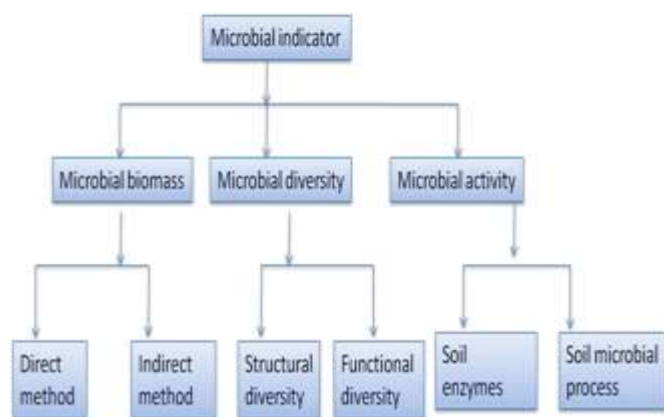 Microbial indicator
Microbial biomass
Microbial diversity
Microbial activity
Direct
method
Indirect
method
Structural
diversity
Functional
diversity
Soil
enzymes
Soil microbial
process